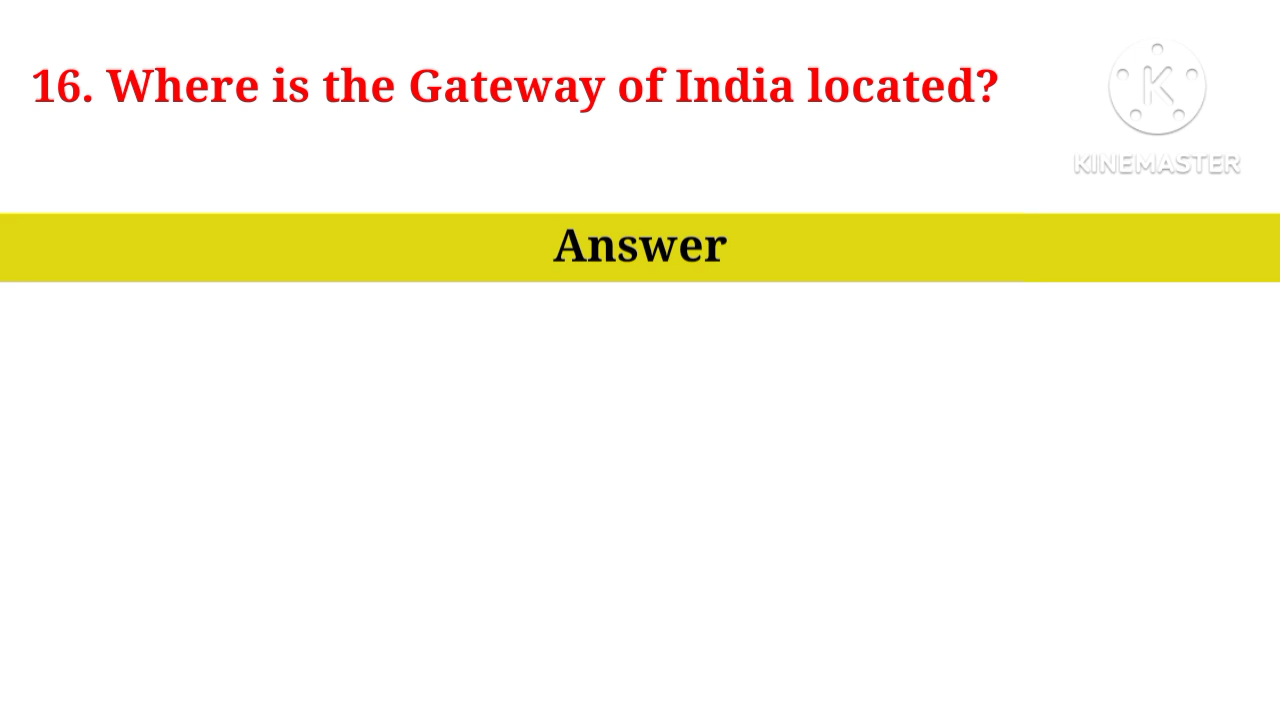 16. Where is the Gateway of India located?
K
KINEMASTER
Answer